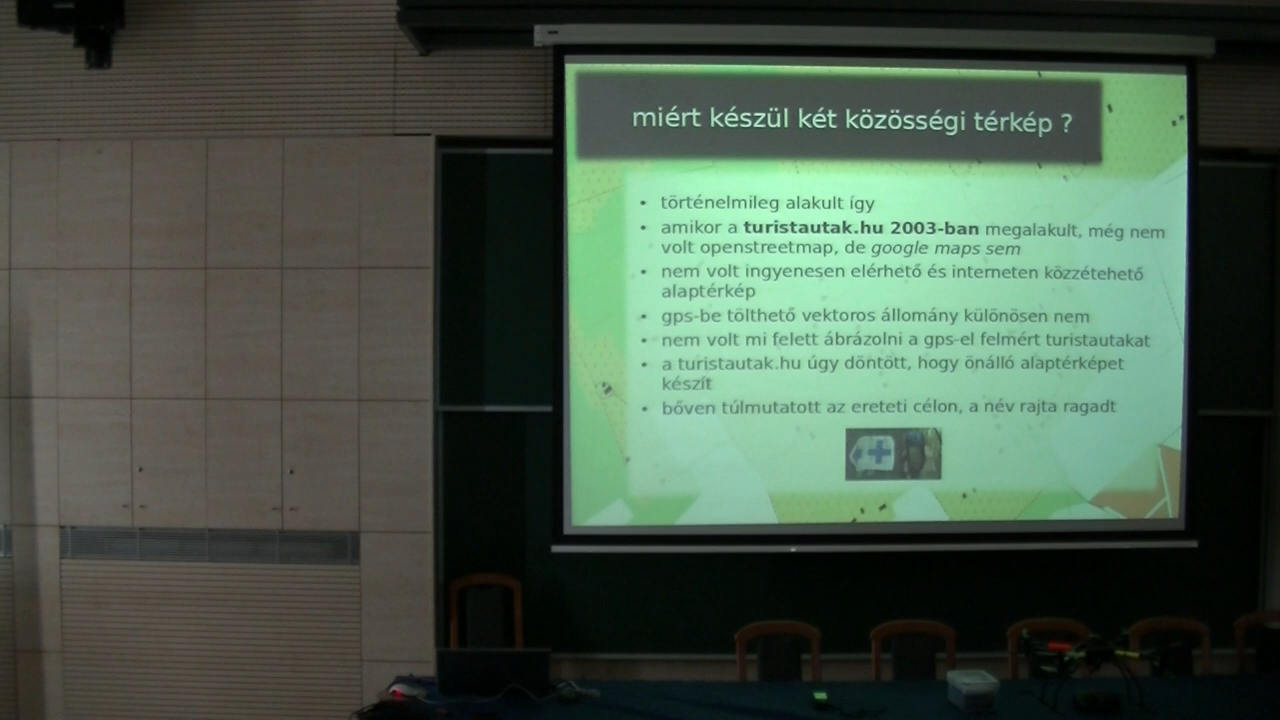 miért készül két közösségi térkép ?
• történelmileg alakult így
• amikor a turistautak.hu 2003-ban megalakult, még nem
volt openstreetmap, de google maps sem
• nem volt ingyenesen elérhető és interneten közzétehető
alaptérkép
• gps-be tölthető vektoros állomány különösen nem
• nem volt mi felett ábrázolni a gps-el felmért turistautakat
• a turistautak.hu úgy döntött, hogy önálló alaptérképet
készít
• bőven túlmutatott az ereteti célon, a név rajta ragadt